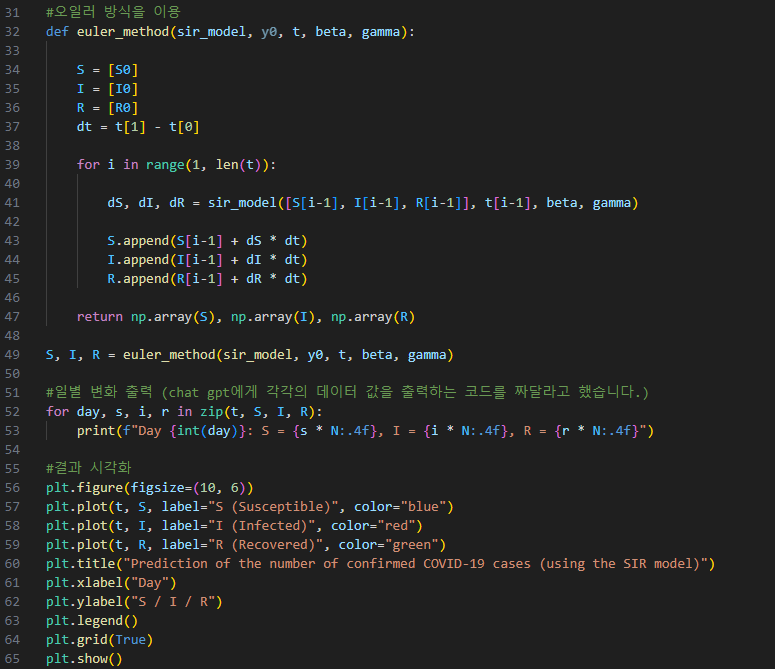 31 #오일러 방식을 이용
32 def euler_method(sir_model, y0, t, beta, gamma):
33
34     S = [S0]
35     I = [I0]
36     R = [R0]
37     dt = t[1] - t[0]
38
39     for i in range(1, len(t)):
40
41         dS, dI, dR = sir_model([S[i-1], I[i-1], R[i-1]], t[i-1], beta, gamma)
42
43         S.append(S[i-1] + dS * dt)
44         I.append(I[i-1] + dI * dt)
45         R.append(R[i-1] + dR * dt)
46
47     return np.array(S), np.array(I), np.array(R)
48
49 S, I, R = euler_method(sir_model, y0, t, beta, gamma)
50
51 #일별 변화 출력 (chat gpt에게 각각의 데이터 값을 출력하는 코드를 짜달라고 했습니다.)
52 for day, s, i, r in zip(t, S, I, R):
53     print(f"Day {int(day)}: S = {s * N:.4f}, I = {i * N:.4f}, R = {r * N:.4f}")
54
55 #결과 시각화
56 plt.figure(figsize=(10, 6))
57 plt.plot(t, S, label="S (Susceptible)", color="blue")
58 plt.plot(t, I, label="I (Infected)", color="red")
59 plt.plot(t, R, label="R (Recovered)", color="green")
60 plt.title("Prediction of the number of confirmed COVID-19 cases (using the SIR model)")
61 plt.xlabel("Day")
62 plt.ylabel("S / I / R")
63 plt.legend()
64 plt.grid(True)
65 plt.show()